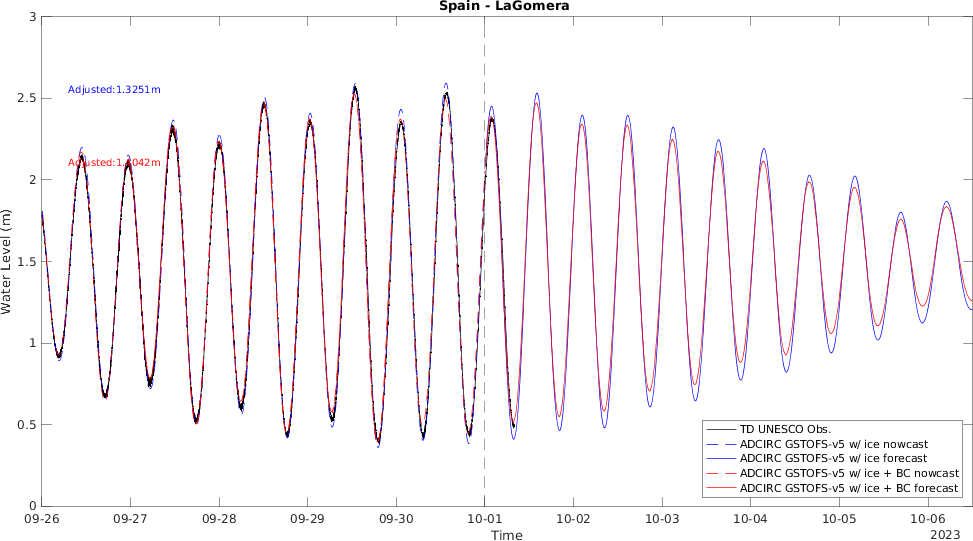 Spain - LaGomera
3
2.5
2
1.5
1
0.5
0
Water Level (m)
Adjusted:1.3251m
09-26
09-27
09-28
09-29
09-30
10-01
10-02
10-03
10-04
10-05
10-06
2023
Time
TD UNESCO Obs.
ADCIRC GSTOFS-v5 w/ ice nowcast
ADCIRC GSTOFS-v5 w/ ice forecast
ADCIRC GSTOFS-v5 w/ ice + BC nowcast
ADCIRC GSTOFS-v5 w/ ice + BC forecast